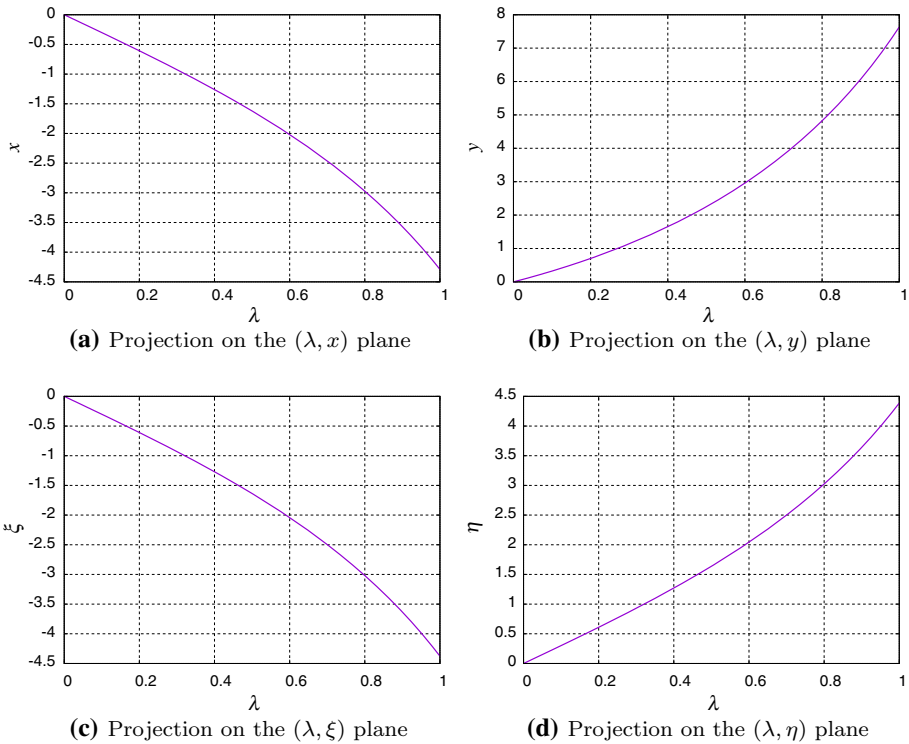 0
-0.5
-1
-1.5
-2
-2.5
-3
-3.5
-4
-4.5
x
0 0.2 0.4 0.6 0.8 1
λ
(a) Projection on the (λ, x) plane
8
7
6
5
4
3
2
1
0
y
0 0.2 0.4 0.6 0.8 1
λ
(b) Projection on the (λ, y) plane
0
-0.5
-1
-1.5
-2
-2.5
-3
-3.5
-4
-4.5
ξ
0 0.2 0.4 0.6 0.8 1
λ
(c) Projection on the (λ, ξ) plane
4.5
4
3.5
3
2.5
2
1.5
1
0.5
0
η
0 0.2 0.4 0.6 0.8 1
λ
(d) Projection on the (λ, η) plane